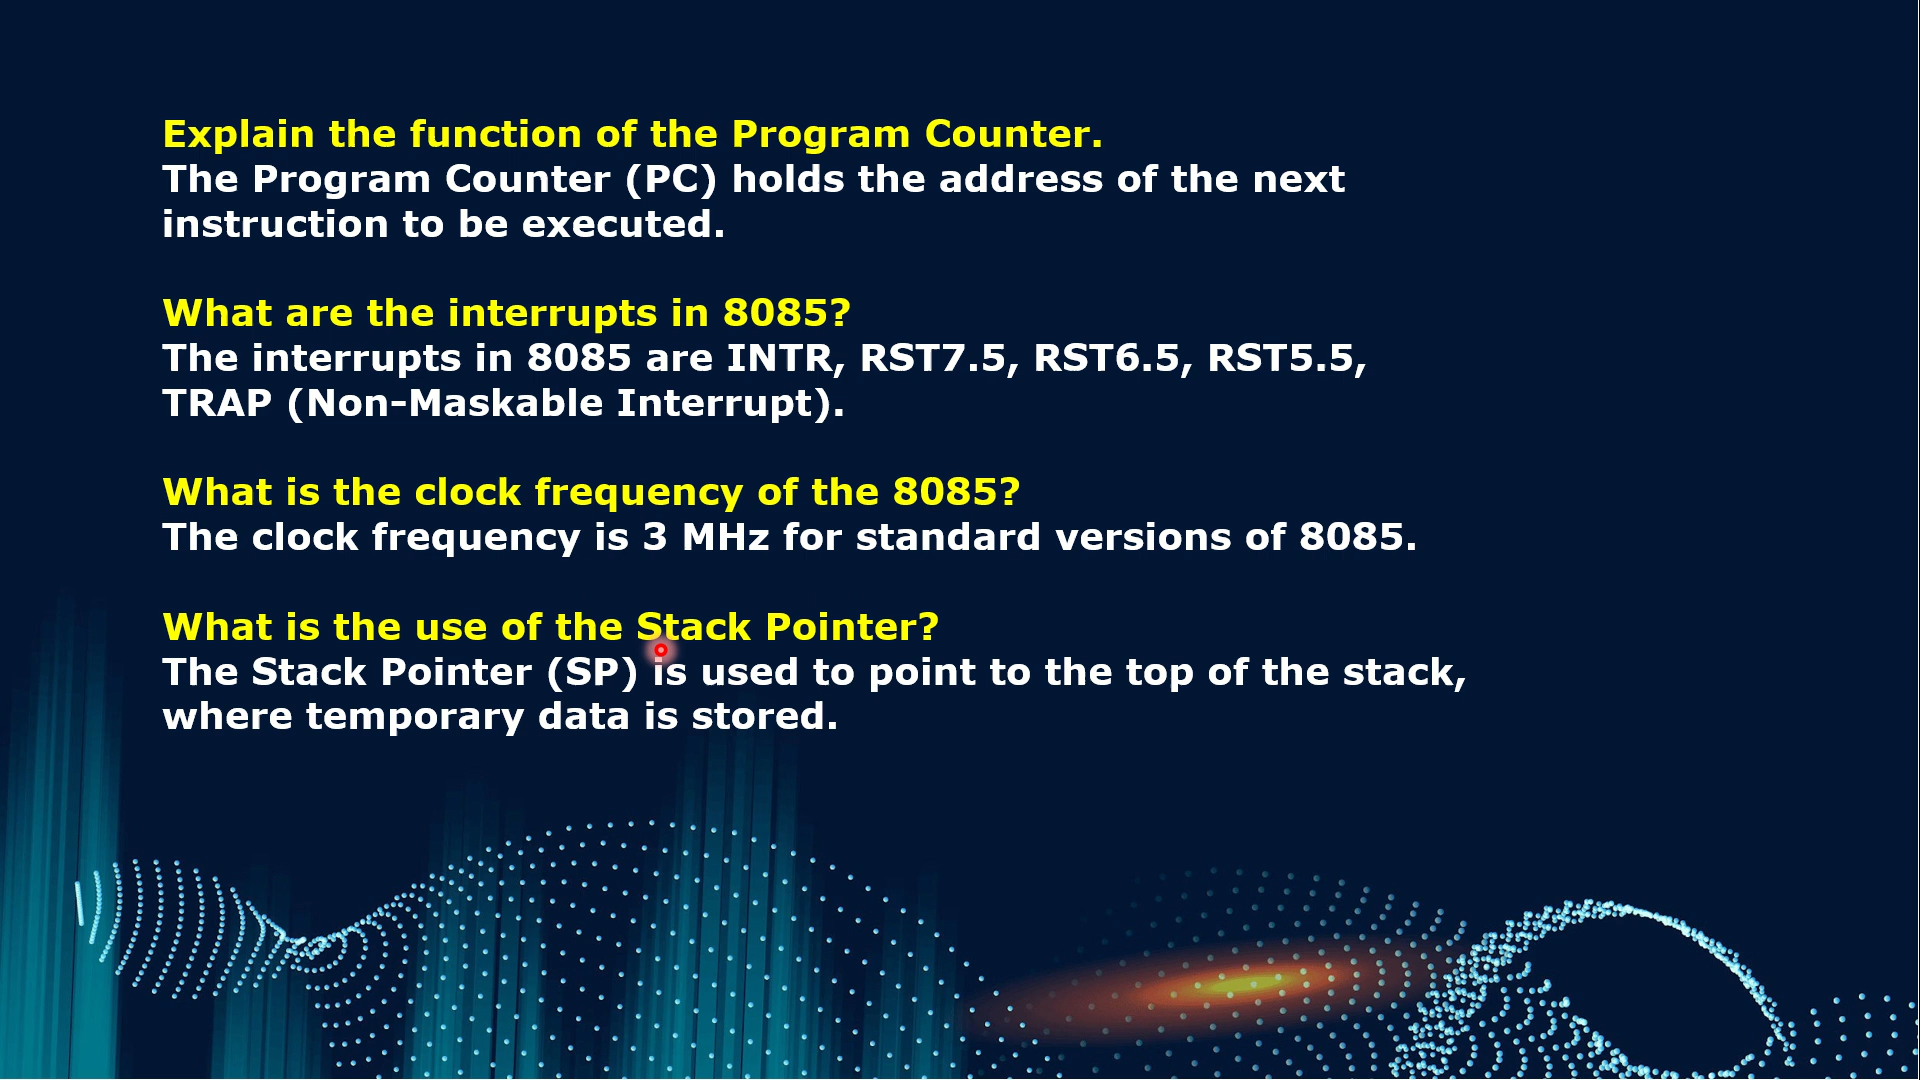 Explain the function of the Program Counter.
The Program Counter (PC) holds the address of the next
instruction to be executed.
What are the interrupts in 8085?
The interrupts in 8085 are INTR, RST7.5, RST6.5, RST5.5,
TRAP (Non-Maskable Interrupt).
What is the clock frequency of the 8085?
The clock frequency is 3 MHz for standard versions of 8085.
What is the use of the Stack Pointer?
The Stack Pointer (SP) is used to point to the top of the stack,
where temporary data is stored.